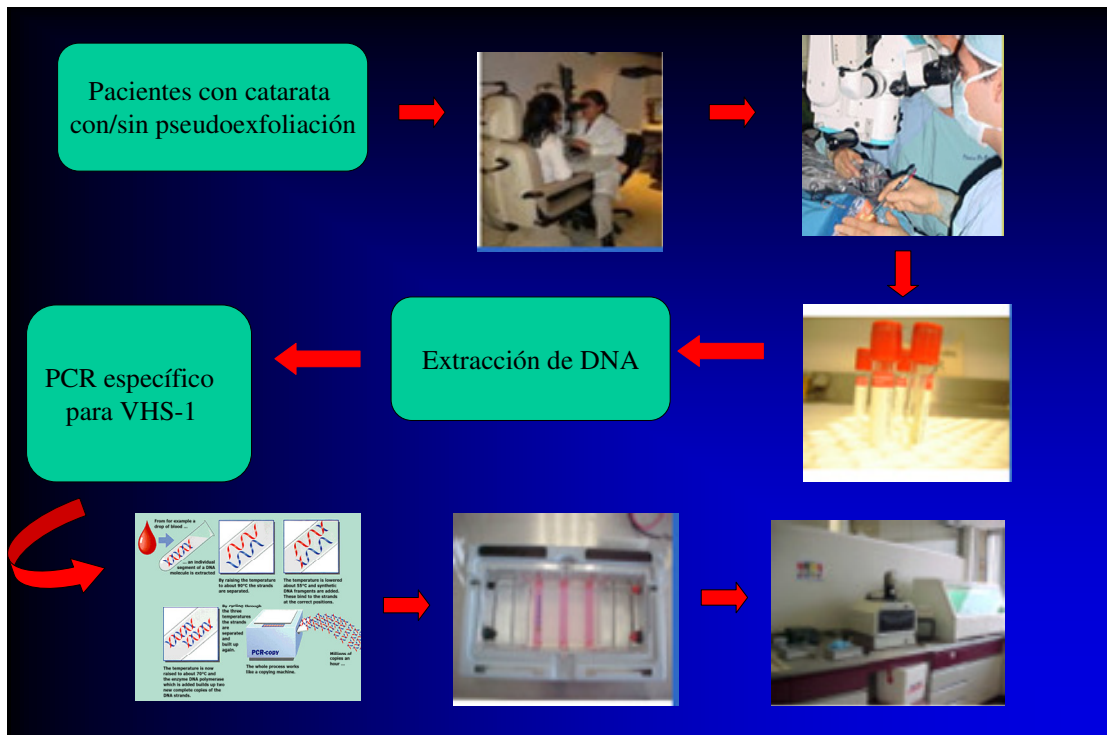 Pacientes con catarata
con/sin pseudoexfoliación
Extracción de DNA
PCR específico
para VHS-1
From for example a
drop of blood ...
... an individual
segment of a DNA
molecule is extracted
By raising the temperature
to about 90°C the strands
are separated.
The temperature is lowered
about 55°C and synthetic
DNA framgents are added.
These bind to the strands
at the correct positions.
The temperature is now
raised to about 70°C and
the enzyme DNA polymerase
which is added builds up two
new complete copies of the
DNA strands.
By cycling through
the three
temperatures
the strands
are
separated
and
built up
again.
PCR-copy
The whole process works
like a copying machine.
Millions of
copies an
hour ...